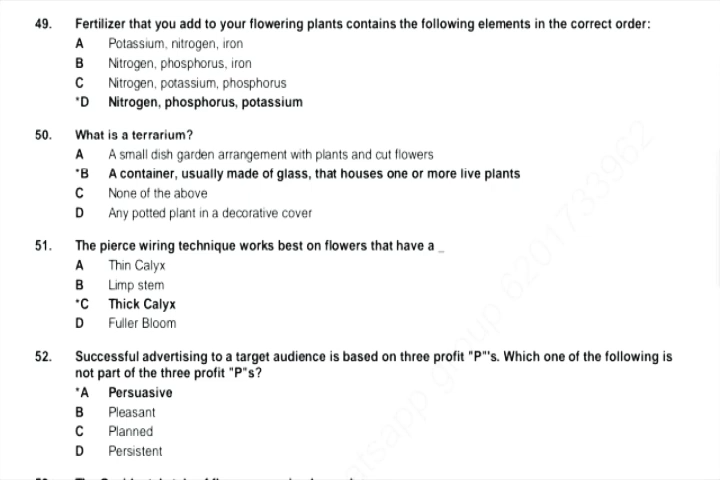 49. Fertilizer that you add to your flowering plants contains the following elements in the correct order:
A Potassium, nitrogen, iron
B Nitrogen, phosphorus, iron
C Nitrogen, potassium, phosphorus
*D Nitrogen, phosphorus, potassium
50. What is a terrarium?
A A small dish garden arrangement with plants and cut flowers
*B A container, usually made of glass, that houses one or more live plants
C None of the above
D Any potted plant in a decorative cover
51. The pierce wiring technique works best on flowers that have a _
A Thin Calyx
B Limp stem
*C Thick Calyx
D Fuller Bloom
52. Successful advertising to a target audience is based on three profit "P"'s. Which one of the following is
not part of the three profit "P"s?
*A Persuasive
B Pleasant
C Planned
D Persistent
atsapp group 6201733962